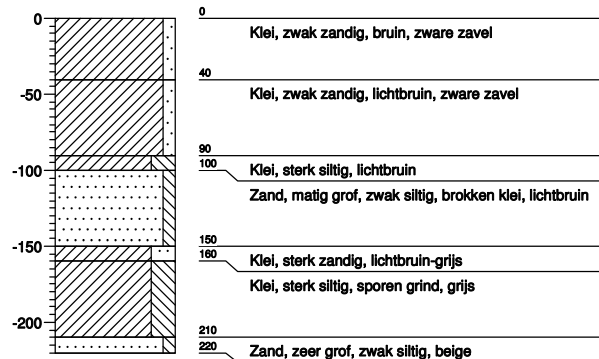 0
-50
-100
-150
-200
0
Klei, zwak zandig, bruin, zware zavel
40
Klei, zwak zandig, lichtbruin, zware zavel
90
Klei, sterk siltig, lichtbruin
100
Zand, matig grof, zwak siltig, brokken klei, lichtbruin
150
Klei, sterk zandig, lichtbruin-grijs
160
Klei, sterk siltig, sporen grind, grijs
210
Zand, zeer grof, zwak siltig, beige
220